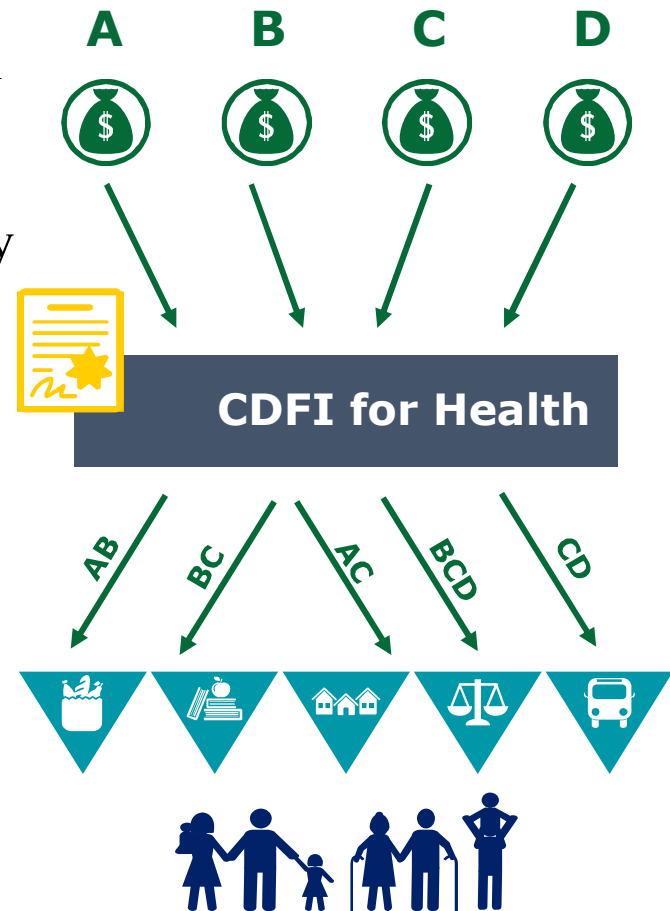 A B C D
$ $ $ $
y
CDFI for Health
AB BC AC BCD CD